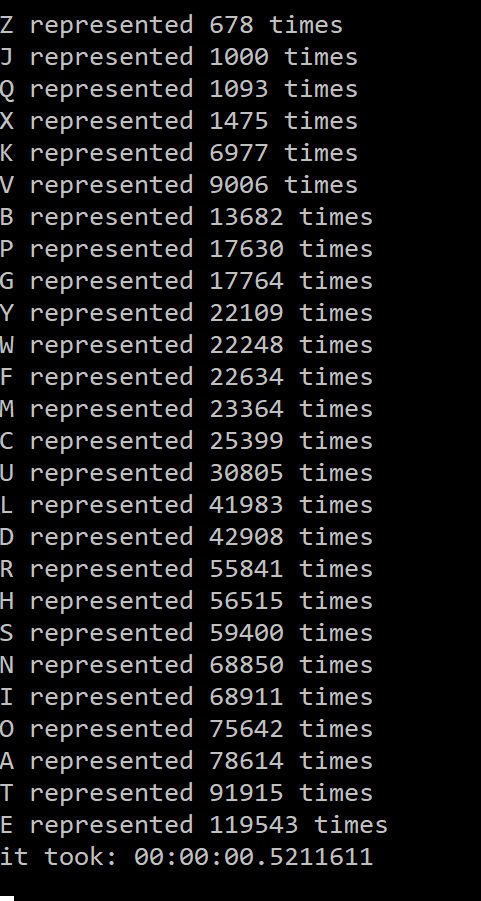 Z represented 678 times
J represented 1000 times
Q represented 1093 times
X represented 1475 times
K represented 6977 times
V represented 9006 times
B represented 13682 times
P represented 17630 times
G represented 17764 times
Y represented 22109 times
W represented 22248 times
F represented 22634 times
M represented 23364 times
C represented 25399 times
U represented 30805 times
L represented 41983 times
D represented 42908 times
R represented 55841 times
H represented 56515 times
S represented 59400 times
N represented 68850 times
I represented 68911 times
O represented 75642 times
A represented 78614 times
T represented 91915 times
E represented 119543 times
it took: 00:00:00.5211611